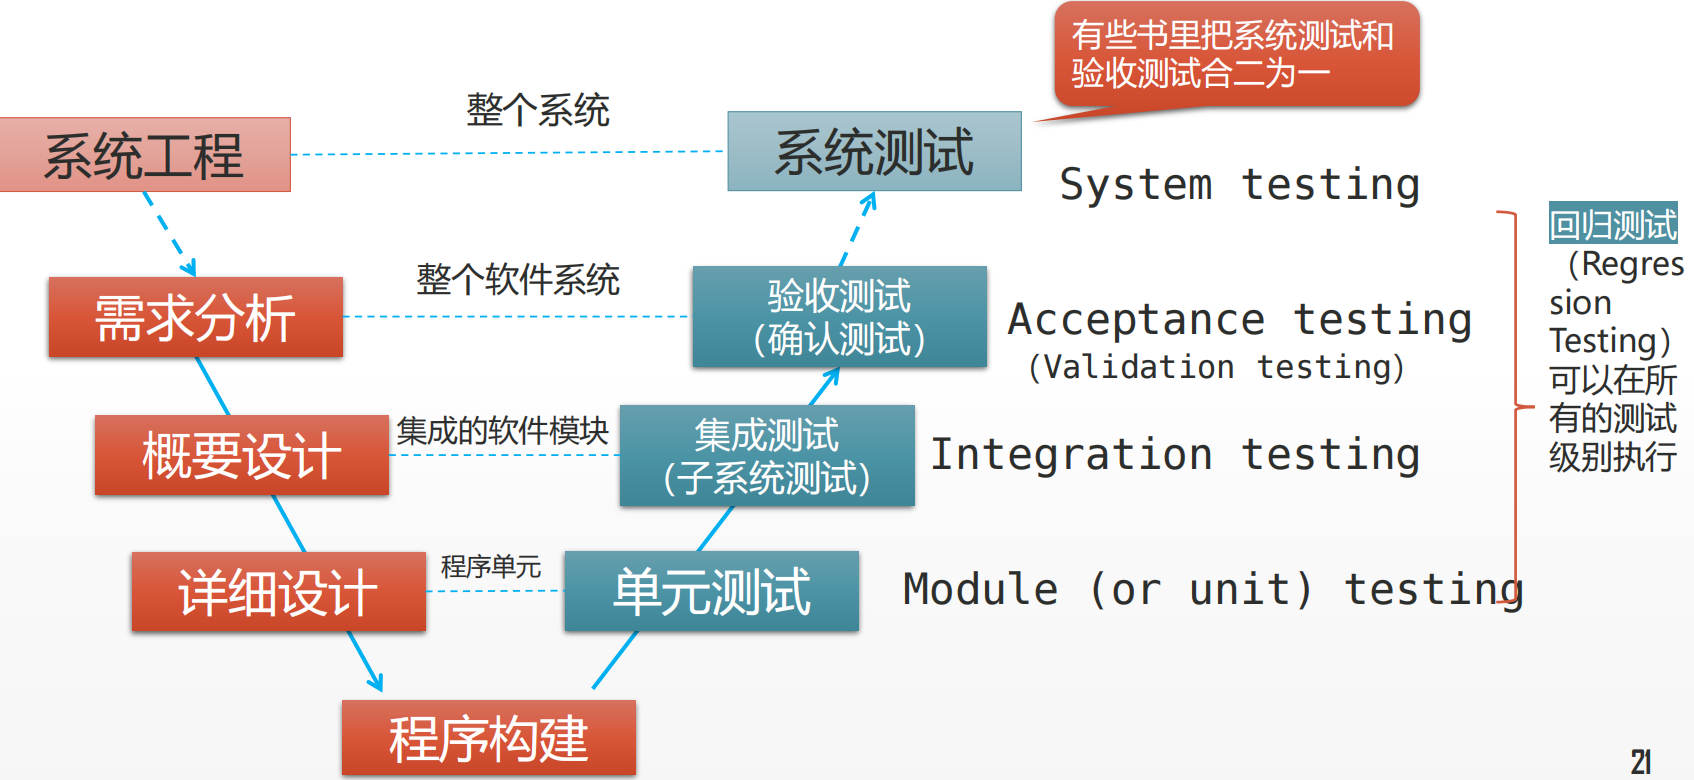 有些书里把系统测试和
验收测试合二为一
整个系统
系统工程
系统测试
System testing
回归测试
（Regres
sion
Testing）
可以在所
有的测试
级别执行
整个软件系统
需求分析
验收测试
（确认测试）
Acceptance testing
（Validation testing）
集成的软件模块
概要设计
集成测试
（子系统测试）
Integration testing
程序单元
详细设计
单元测试
Module (or unit) testing
程序构建
21